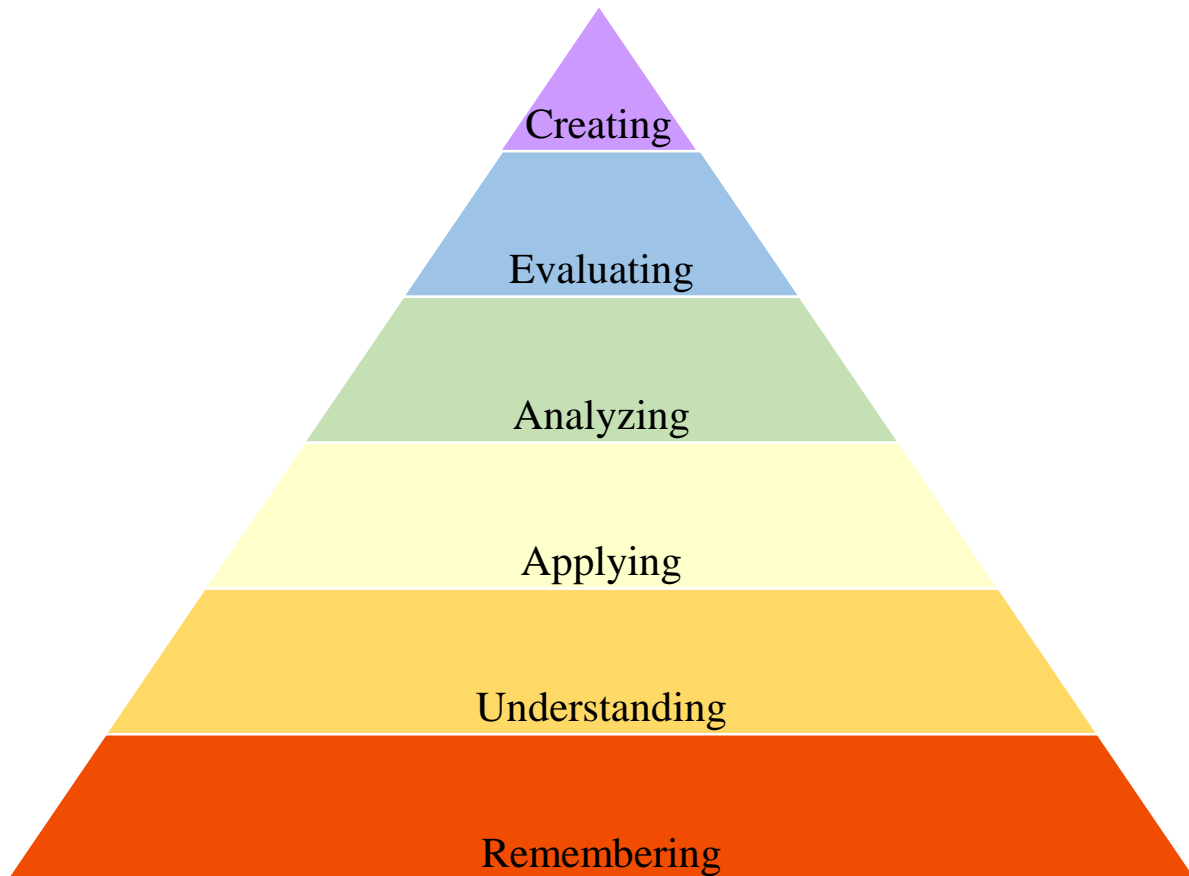 Creating
Evaluating
Analyzing
Applying
Understanding
Remembering